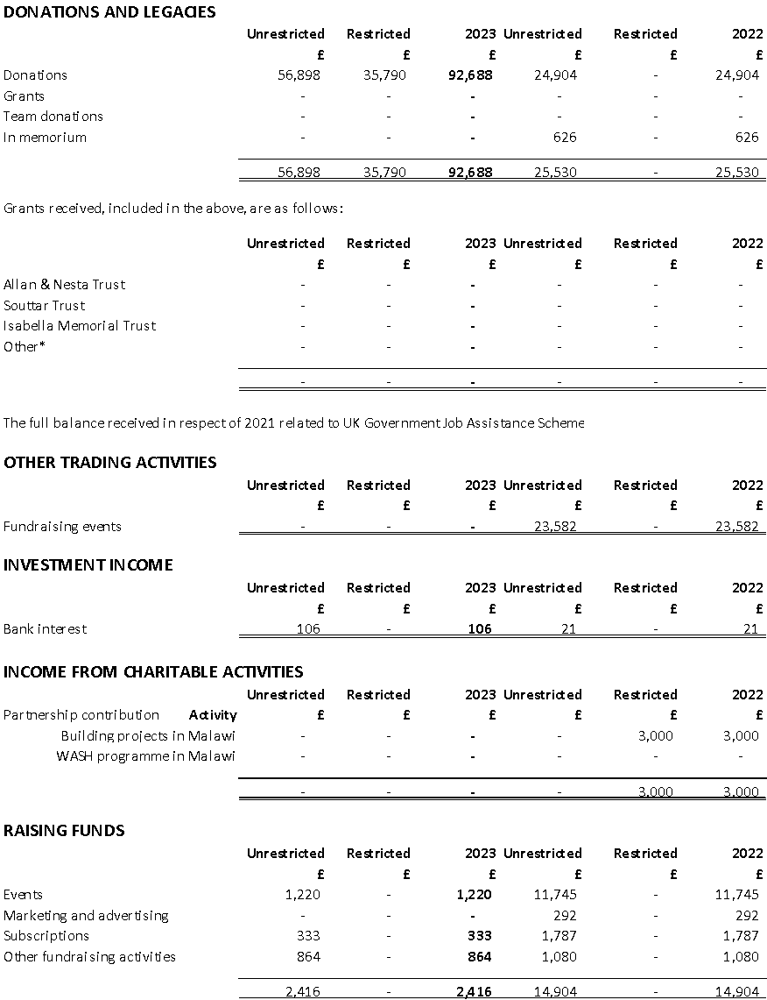 DONATIONS AND LEGACIES
Unrestricted Restricted 2023 Unrestricted Restricted 2022
£ £ £ £ £ £
Donations 56,898 35,790 92,688 24,904 - 24,904
Grants - - - - - -
Team donations - - - - - -
In memorium - - - 626 - 626
56,898 35,790 92,688 25,530 - 25,530
Grants received, included in the above, are as follows:
Unrestricted Restricted 2023 Unrestricted Restricted 2022
£ £ £ £ £ £
Allan & Nesta Trust - - - - - -
Souttar Trust - - - - - -
Isabella Memorial Trust - - - - - -
Other* - - - - - -
- - - - - -
The full balance received in respect of 2021 related to UK Government Job Assistance Scheme
OTHER TRADING ACTIVITIES
Unrestricted Restricted 2023 Unrestricted Restricted 2022
£ £ £ £ £ £
Fundraising events - - - 23,582 - 23,582
INVESTMENT INCOME
Unrestricted Restricted 2023 Unrestricted Restricted 2022
£ £ £ £ £ £
Bank interest 106 - 106 21 - 21
INCOME FROM CHARITABLE ACTIVITIES
Unrestricted Restricted 2023 Unrestricted Restricted 2022
Partnership contribution Activity £ £ £ £ £ £
Building projects in Malawi - - - - 3,000 3,000
WASH programme in Malawi - - - - - -
- - - - 3,000 3,000
RAISING FUNDS
Unrestricted Restricted 2023 Unrestricted Restricted 2022
£ £ £ £ £ £
Events 1,220 - 1,220 11,745 - 11,745
Marketing and advertising - - - 292 - 292
Subscriptions 333 - 333 1,787 - 1,787
Other fundraising activities 864 - 864 1,080 - 1,080
2,416 - 2,416 14,904 - 14,904